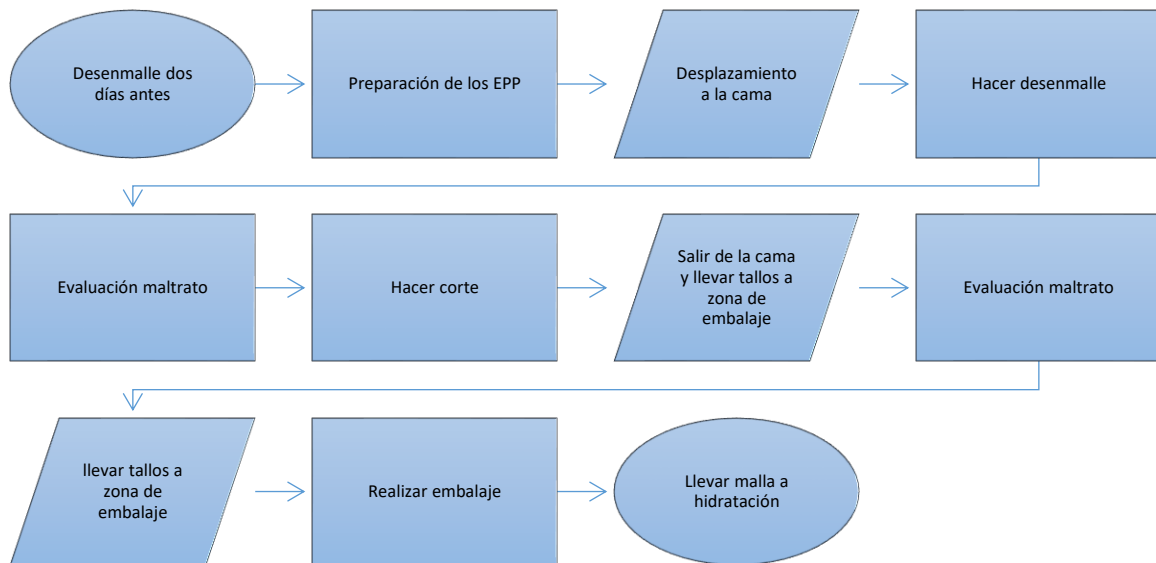 Desenmalle dos
días antes
Preparación de los EPP
Desplazamiento
a la cama
Hacer desenmalle
Evaluación maltrato
Hacer corte
Salir de la cama
y llevar tallos a
zona de
embalaje
Evaluación maltrato
llevar tallos a
zona de
embalaje
Realizar embalaje
Llevar malla a
hidratación